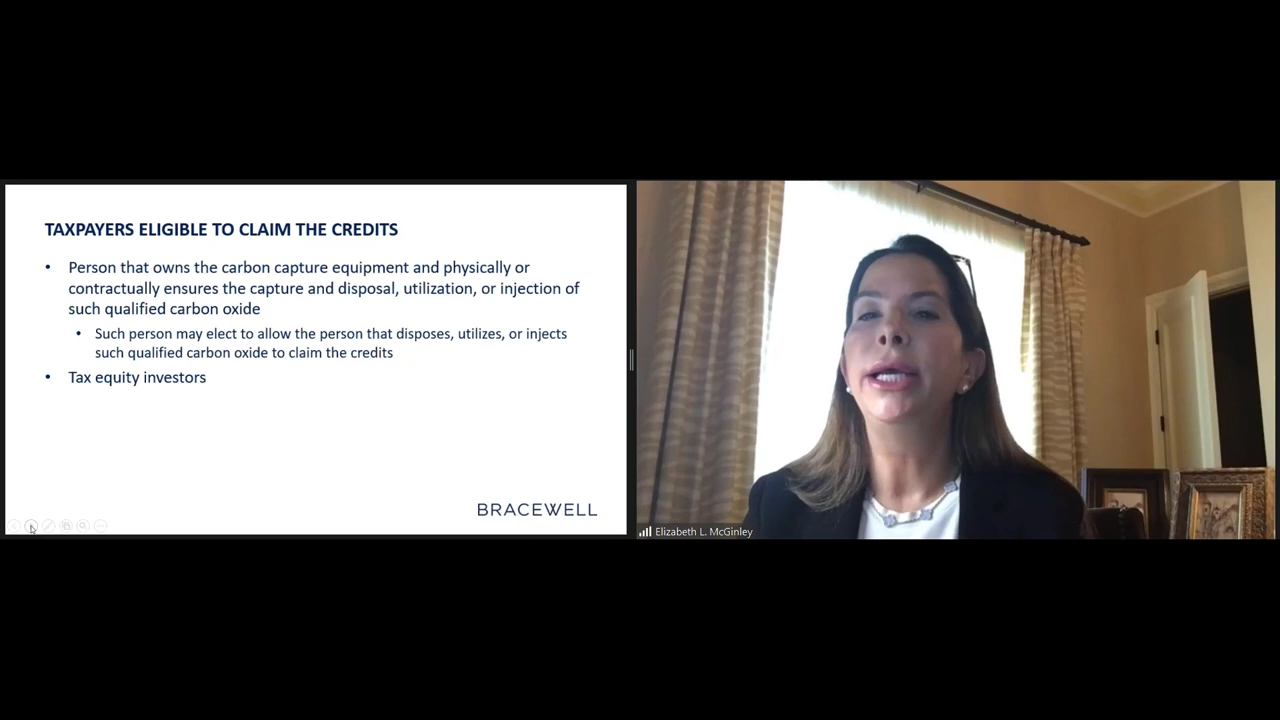 TAXPAYERS ELIGIBLE TO CLAIM THE CREDITS
• Person that owns the carbon capture equipment and physically or
contractually ensures the capture and disposal, utilization, or injection of
such qualified carbon oxide
• Such person may elect to allow the person that disposes, utilizes, or injects
such qualified carbon oxide to claim the credits
• Tax equity investors
BRACEWELL
Elizabeth L. McGinley